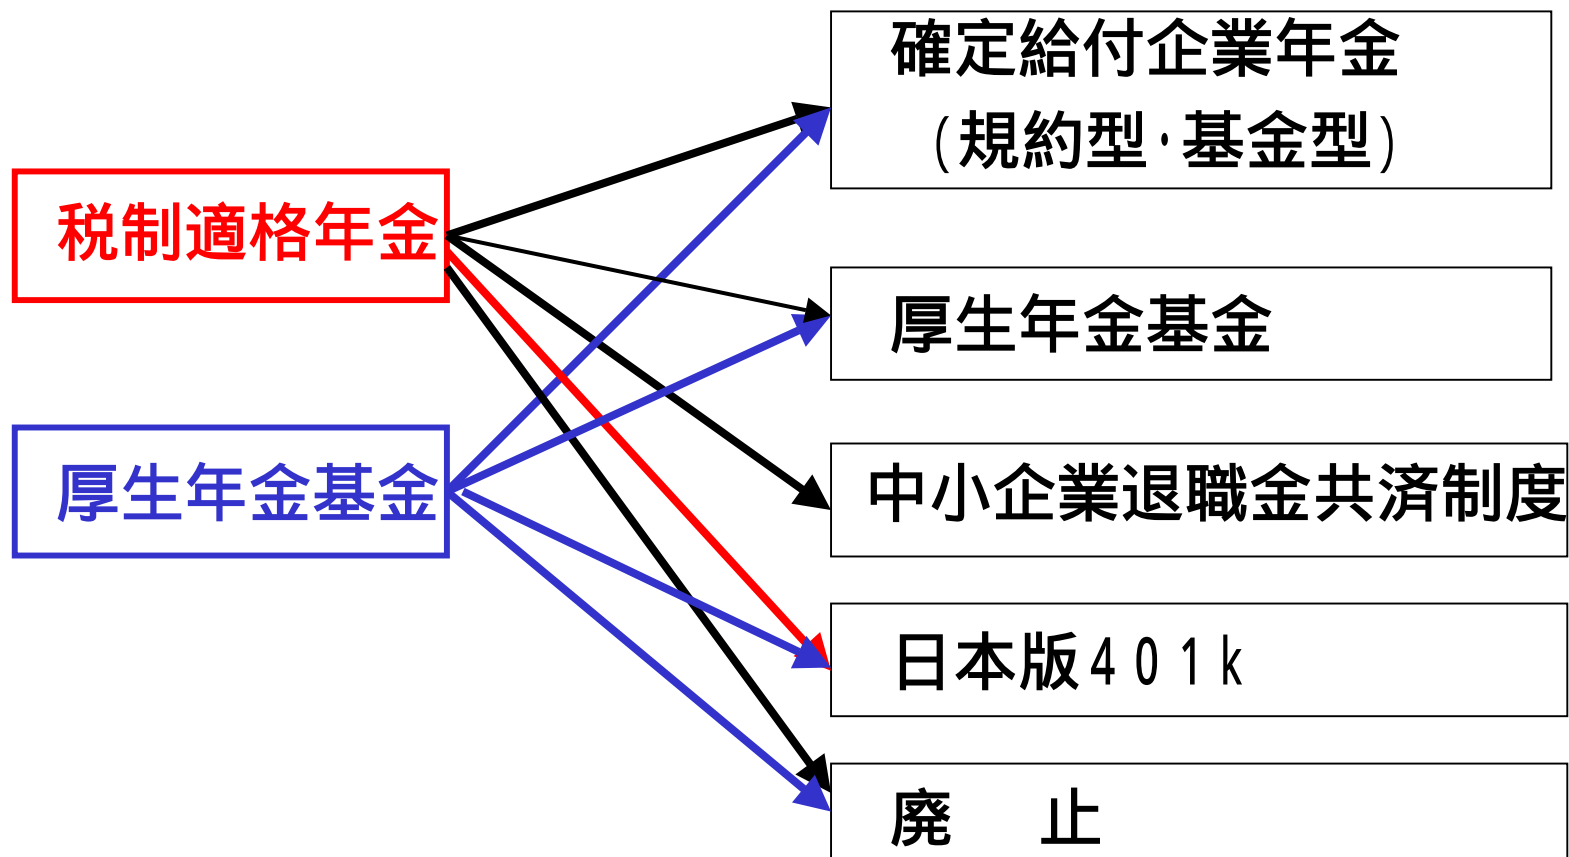 税制適格年金
厚生年金基金
確定給付企業年金
(規約型·基金型)
厚生年金基金
中小企業退職金共済制度
日本版401k
廃　止